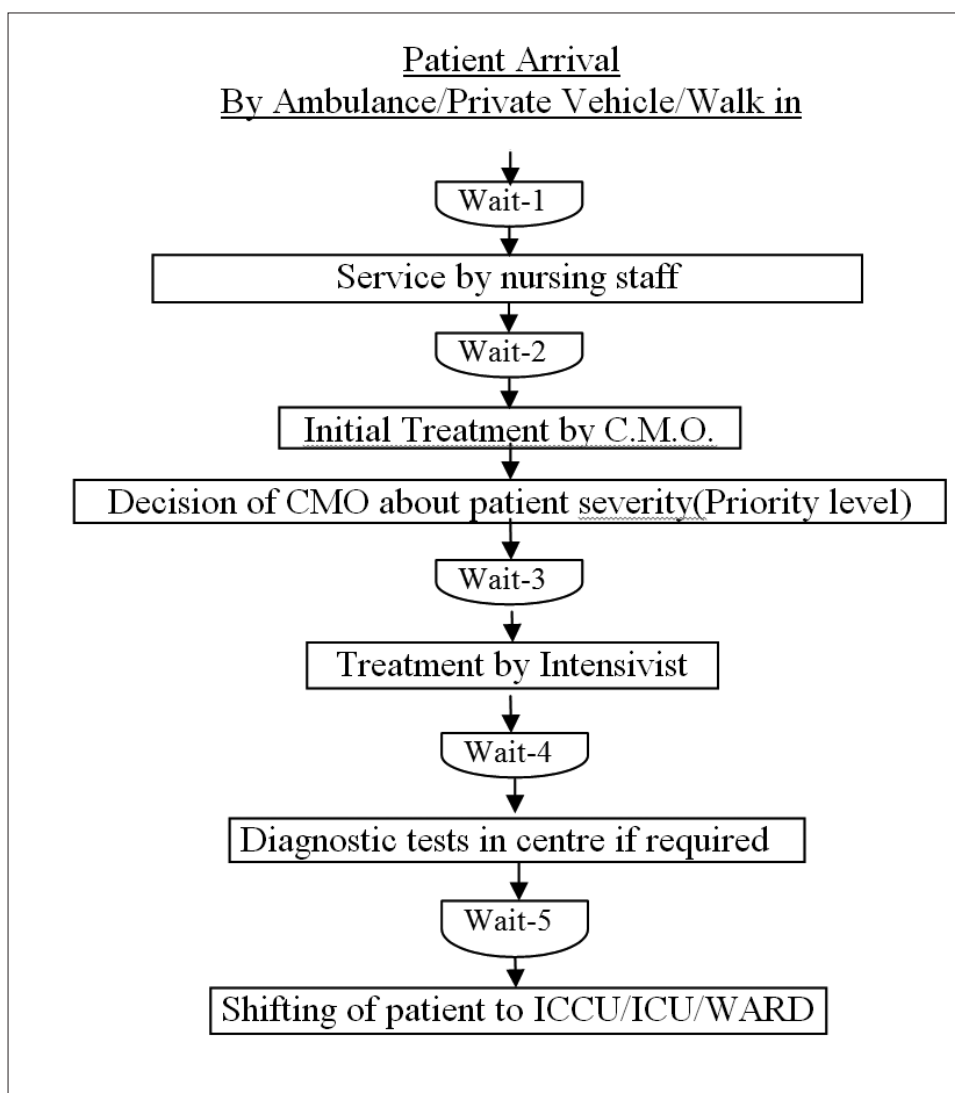 Patient Arrival
By Ambulance/Private Vehicle/Walk in
Wait-1
Service by nursing staff
Wait-2
Initial Treatment by C.M.O.
Decision of CMO about patient severity(Priority level)
Wait-3
Treatment by Intensivist
Wait-4
Diagnostic tests in centre if required
Wait-5
Shifting of patient to ICCU/ICU/WARD